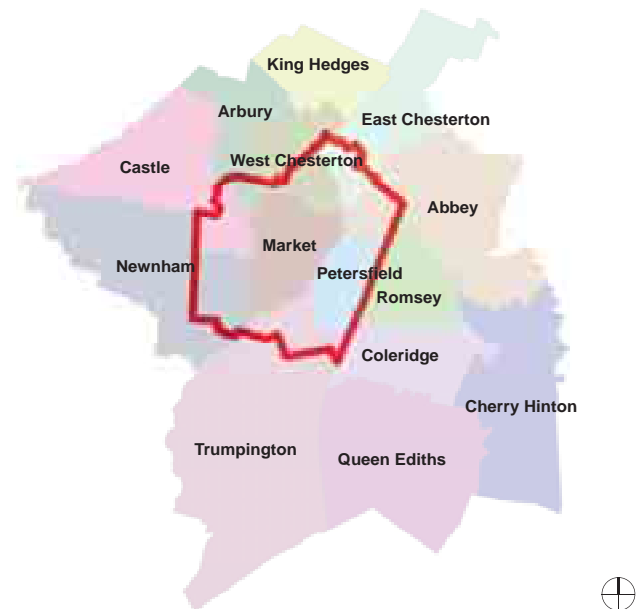 King Hedges
Arbury
East Chesterton
West Chesterton
Castle
Abbey
Market
Newnham
Petersfield
Romsey
Coleridge
Cherry Hinton
Trumpington
Queen Ediths